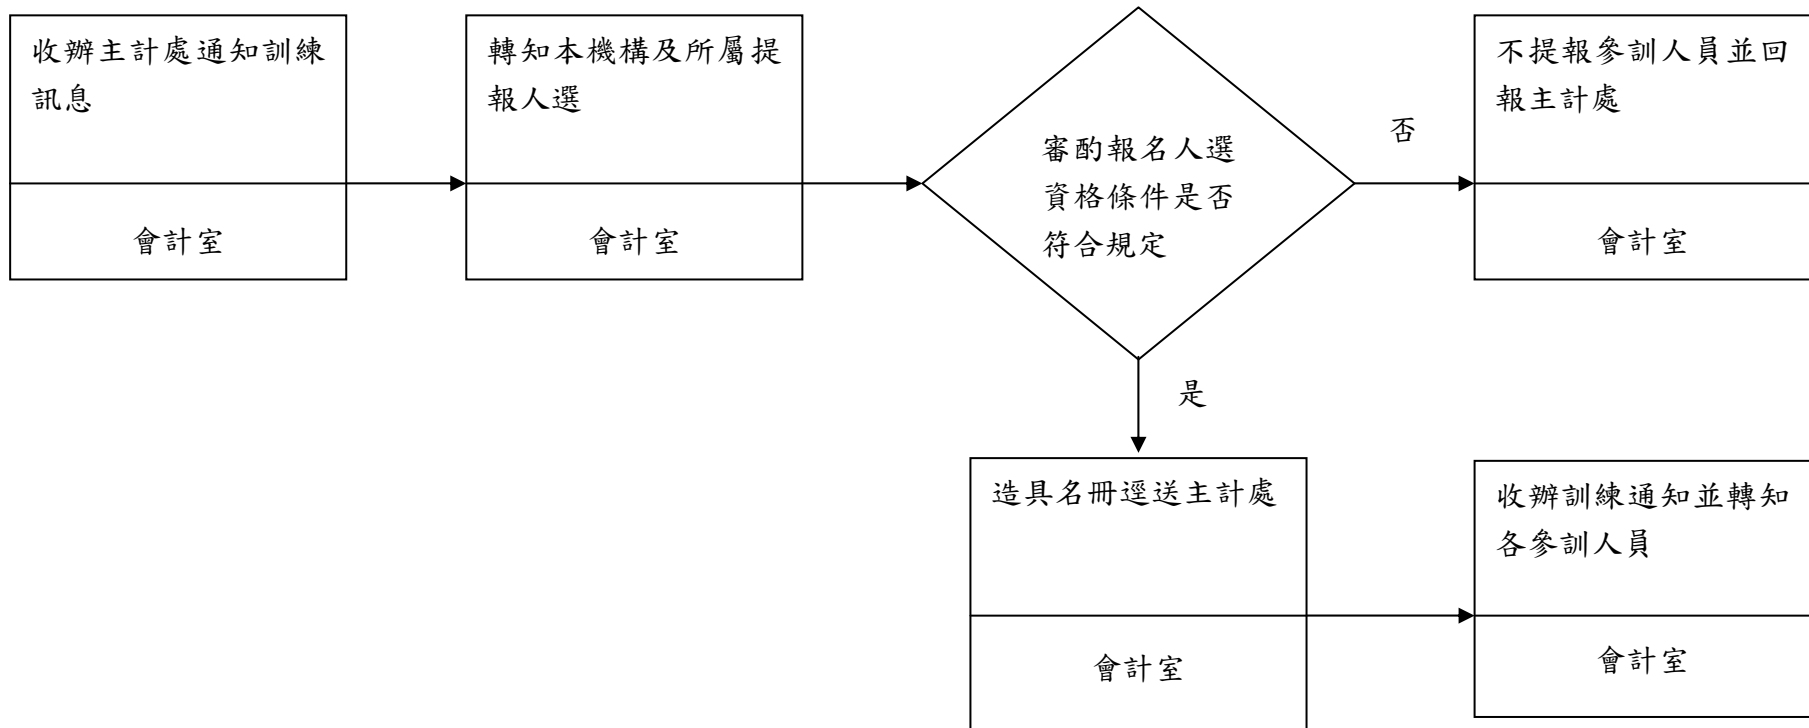 收辦主計處通知訓練
訊息
會計室
轉知本機構及所屬提
報人選
會計室
審酌報名人選
資格條件是否
符合規定
否
不提報參訓人員並回
報主計處
會計室
是
造具名冊逕送主計處
會計室
收辦訓練通知並轉知
各參訓人員
會計室